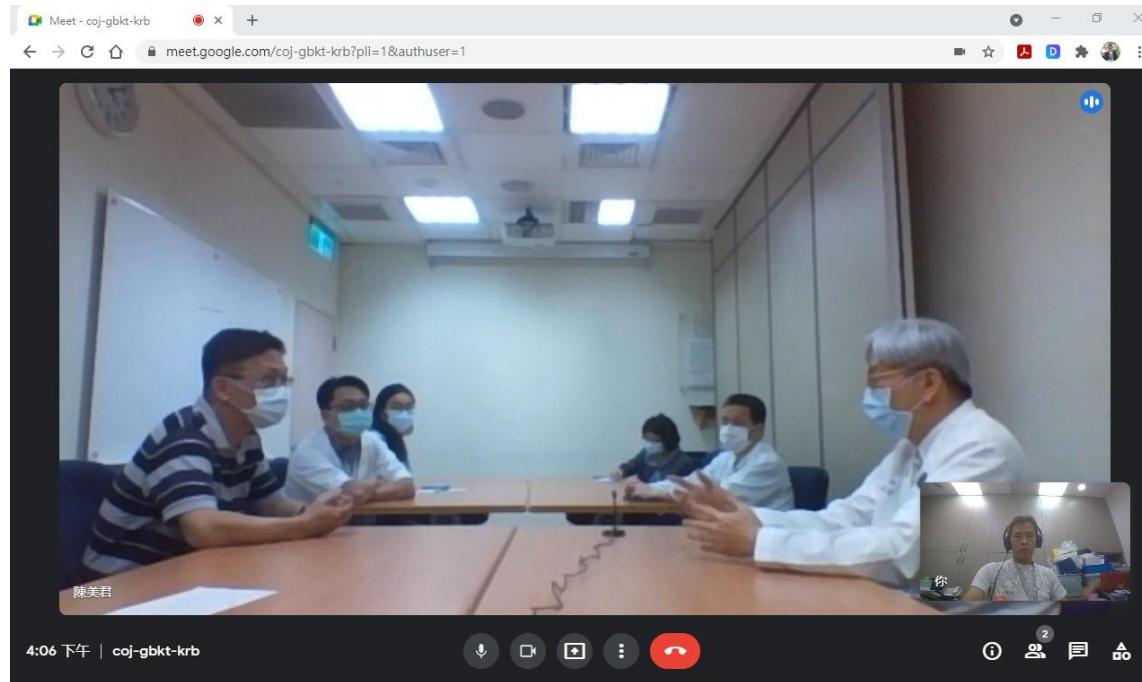 Meet - coj-gbkt-krb
meet.google.com/coj-gbkt-krb?pli=1&authuser=1
陳美君
你
4:06 下午 | coj-gbkt-krb
2